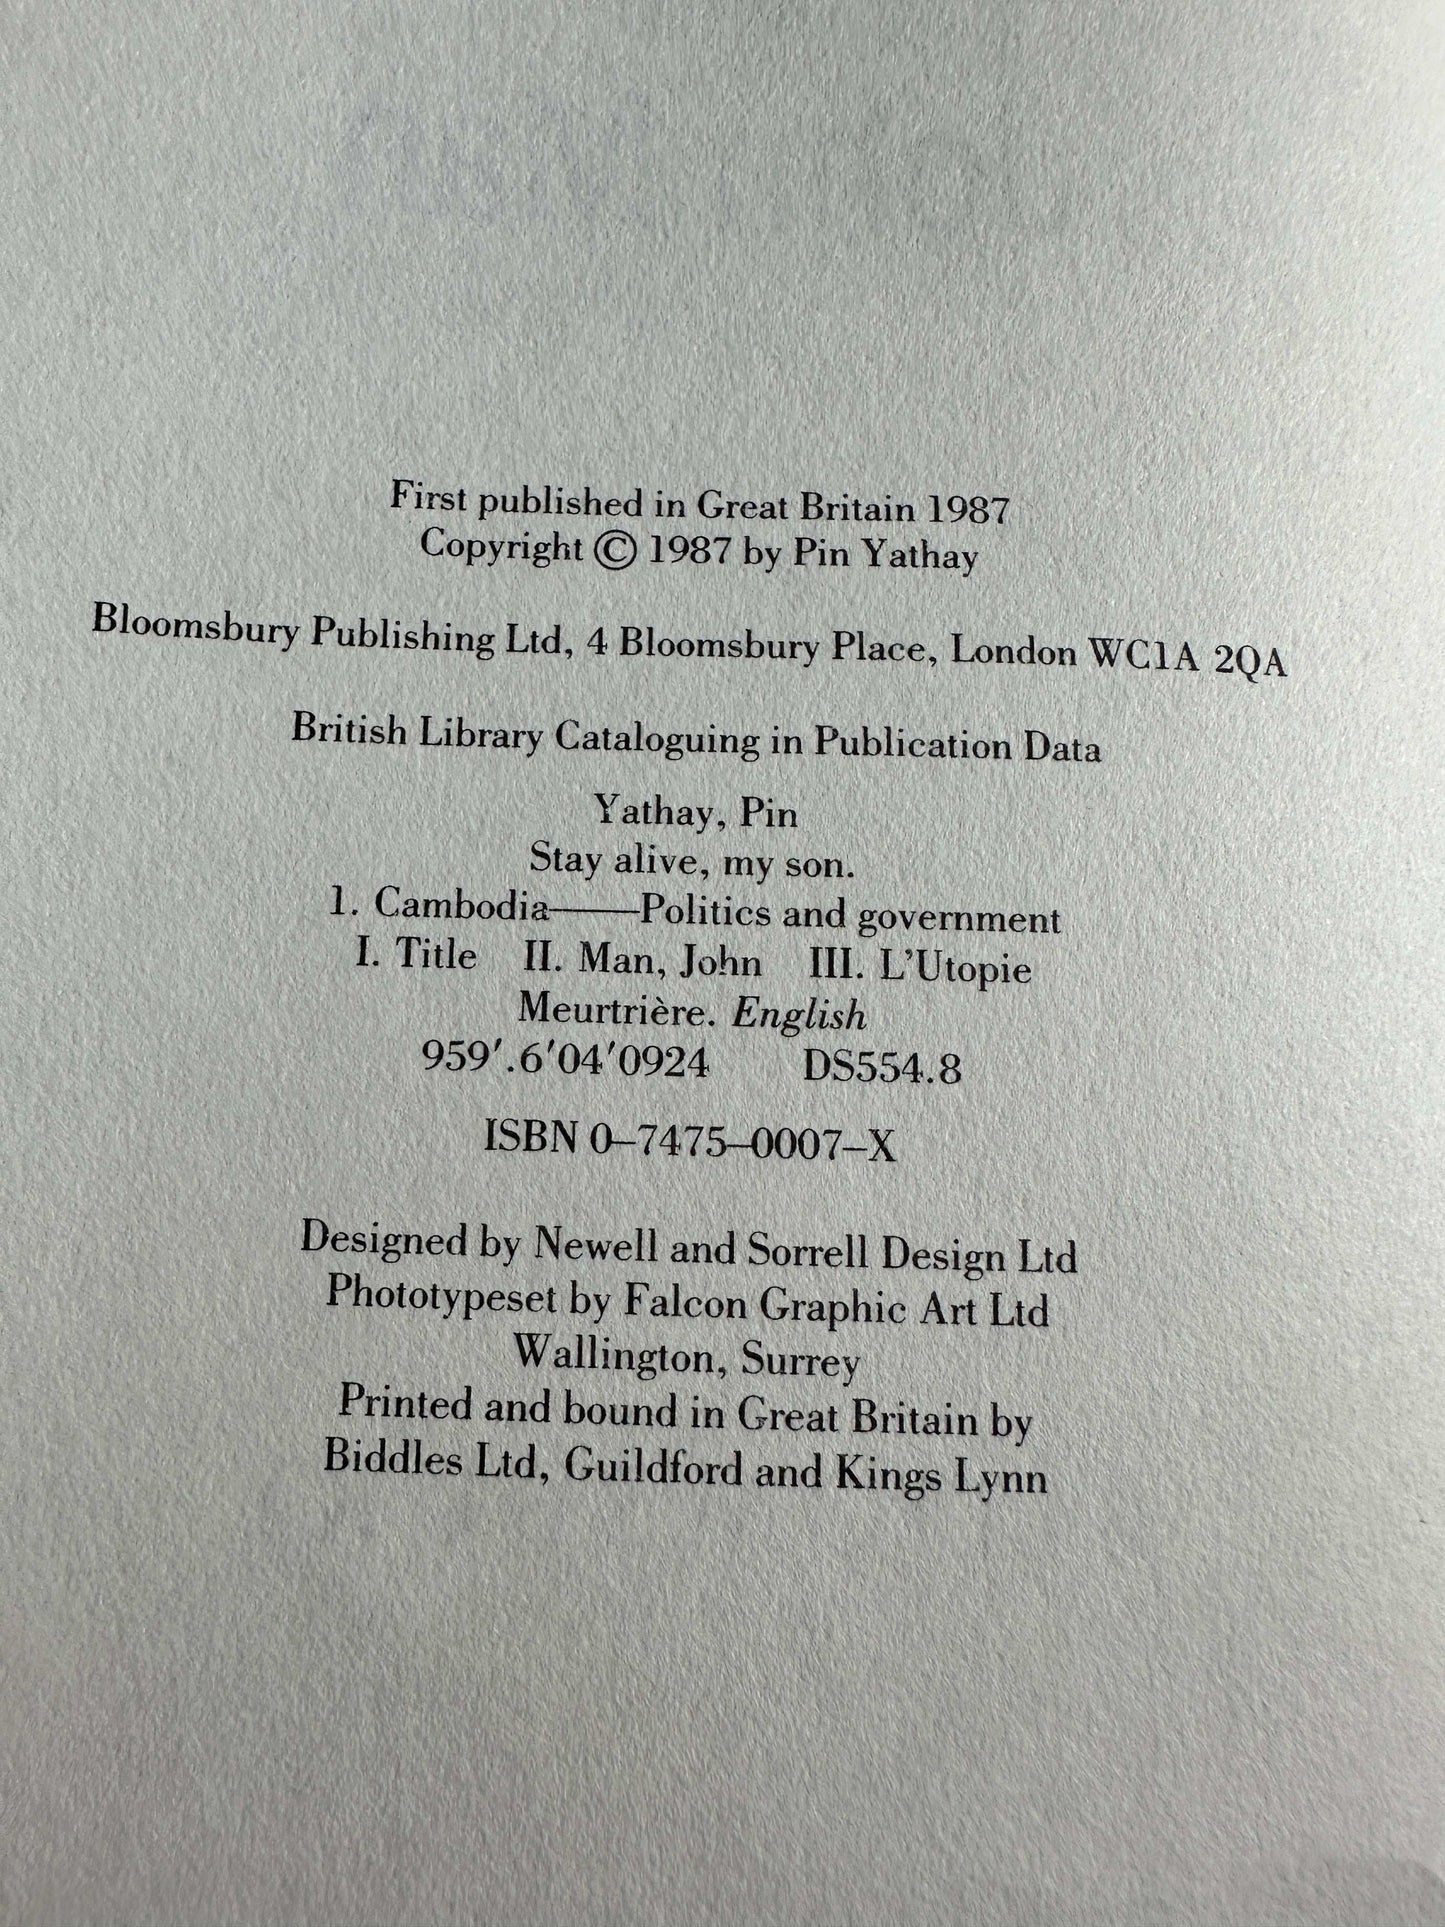 First published in Great Britain 1987
Copyright © 1987 by Pin Yathay
Bloomsbury Publishing Ltd, 4 Bloomsbury Place, London WC1A 2QA
British Library Cataloguing in Publication Data
Yathay, Pin
Stay alive, my son.
1. Cambodia——Politics and government
I. Title II. Man, John III. L'Utopie
Meurtrière. English
959′.6′04′0924 DS554.8
ISBN 0–7475–0007–X
Designed by Newell and Sorrell Design Ltd
Phototypeset by Falcon Graphic Art Ltd
Wallington, Surrey
Printed and bound in Great Britain by
Biddles Ltd, Guildford and Kings Lynn